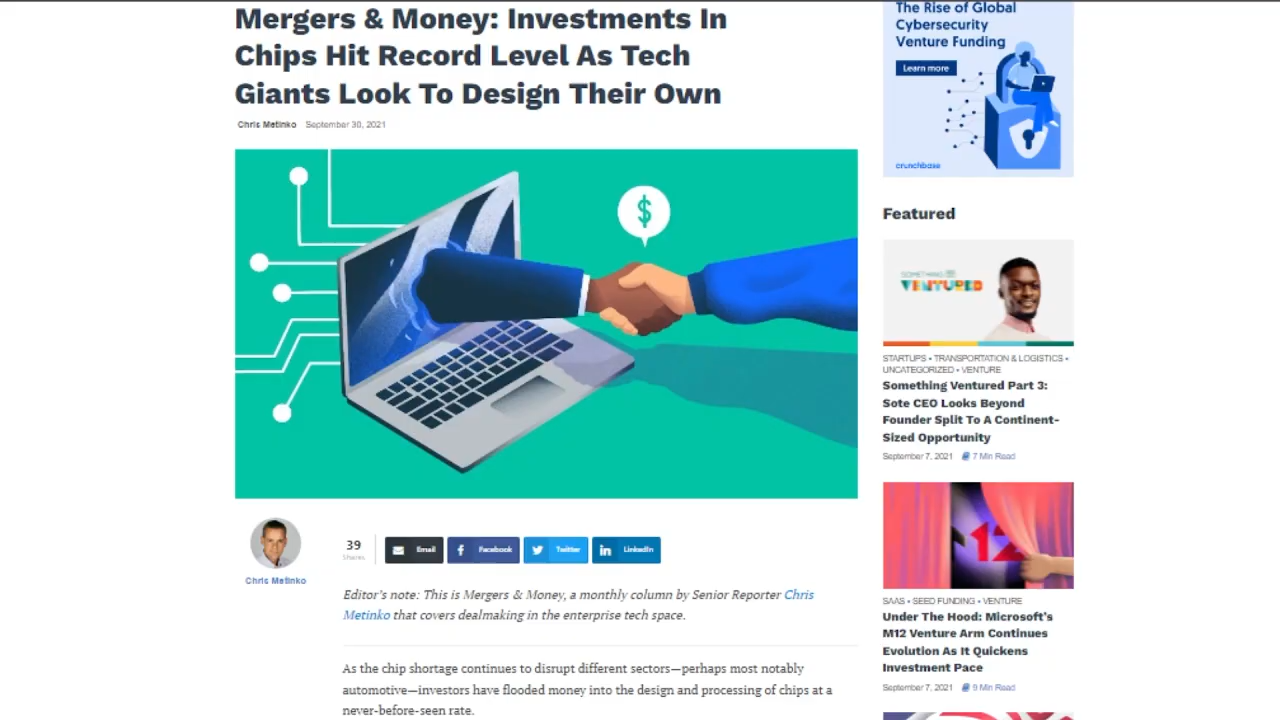 Mergers & Money: Investments In
Chips Hit Record Level As Tech
Giants Look To Design Their Own
Chris Metinko September 30, 2021
$
39
Shares
Email
Facebook
Twitter
LinkedIn
Chris Metinko
Editor's note: This is Mergers & Money, a monthly column by Senior Reporter Chris
Metinko that covers dealmaking in the enterprise tech space.
As the chip shortage continues to disrupt different sectors—perhaps most notably
automotive—investors have flooded money into the design and processing of chips at a
never-before-seen rate.
The Rise of Global
Cybersecurity
Venture Funding
Learn more
crunchbase
Featured
SOMETHING
VENTURED
STARTUPS • TRANSPORTATION & LOGISTICS •
UNCATEGORIZED • VENTURE
Something Ventured Part 3:
Sote CEO Looks Beyond
Founder Split To A Continent-
Sized Opportunity
September 7, 2021 7 Min Read
12
SAAS • SEED FUNDING • VENTURE
Under The Hood: Microsoft's
M12 Venture Arm Continues
Evolution As It Quickens
Investment Pace
September 7, 2021 9 Min Read